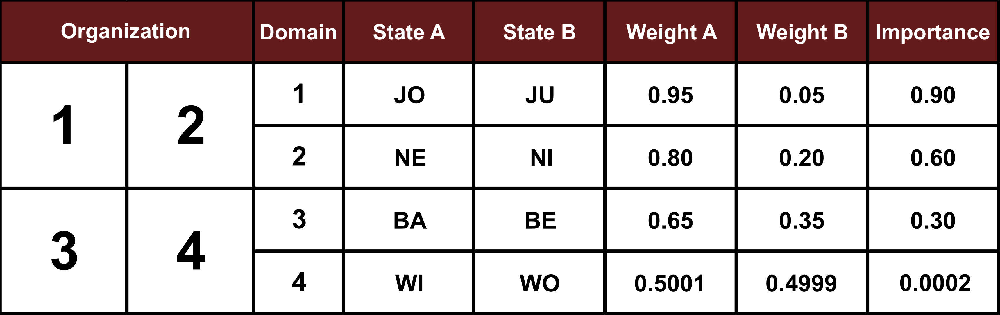 Organization Domain State A State B Weight A Weight B Importance
1 2
3 4
1 JO JU 0.95 0.05 0.90
2 NE NI 0.80 0.20 0.60
3 BA BE 0.65 0.35 0.30
4 WI WO 0.5001 0.4999 0.0002